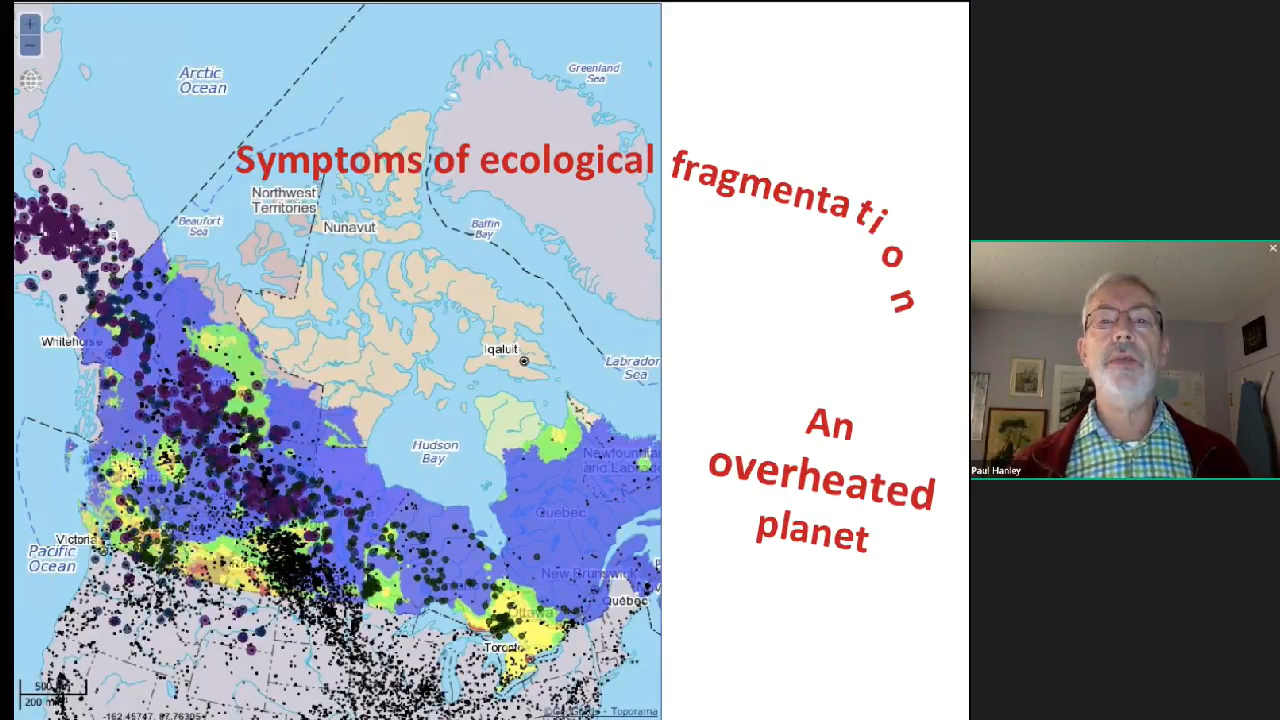 Symptoms of ecological fragmentation
An
overheated
planet
Arctic
Ocean
Greenland
Sea
Northwest
Territories
Beaufort
Sea
Nunavut
Baffin
Bay
Whitehorse
Iqaluit
Labrador
Sea
Hudson
Bay
Quebec
Victoria
Pacific
Ocean
New Brunswick
Québec
Ottawa
Toronto
Paul Hanley